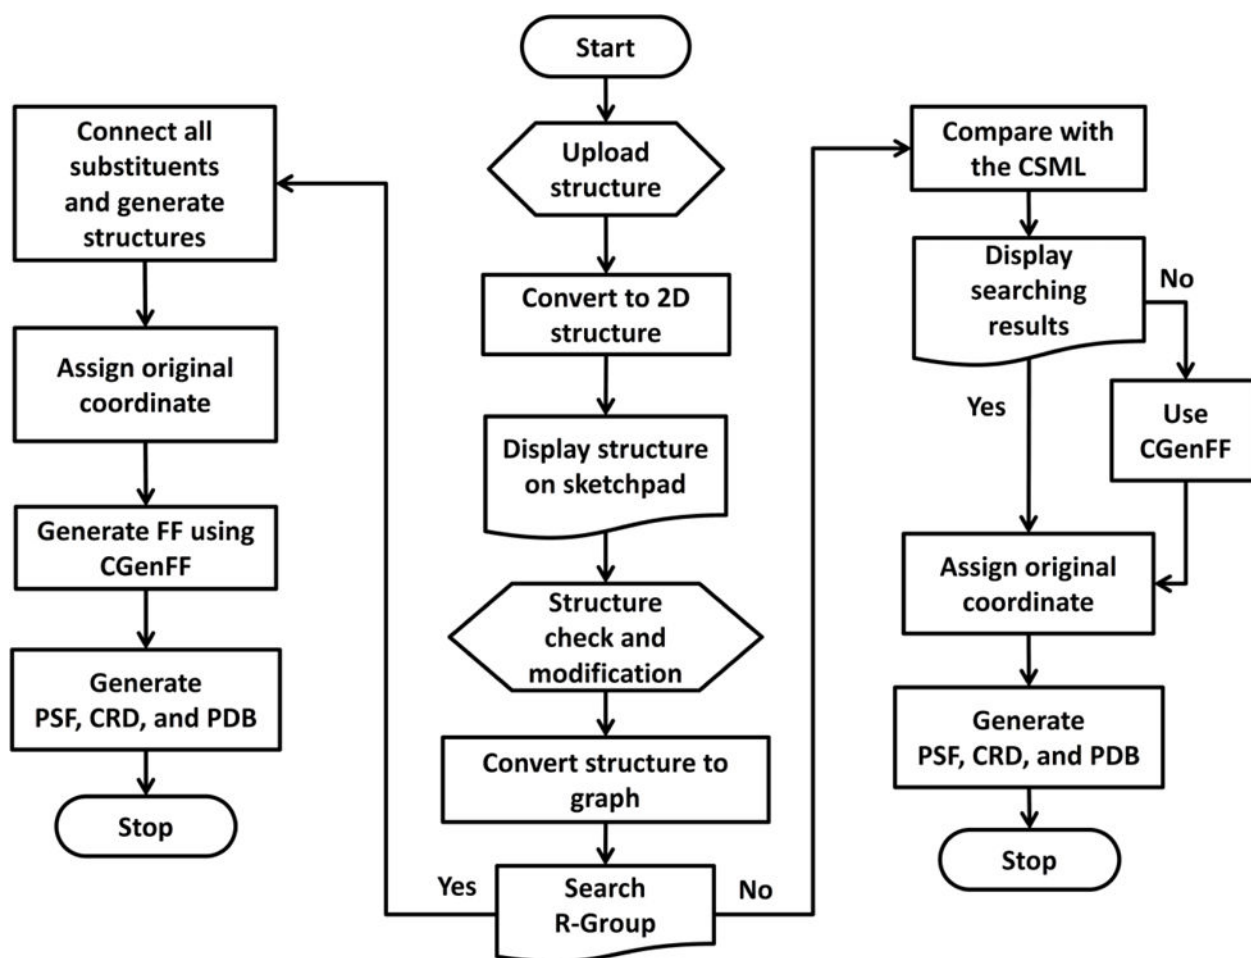 Start
Upload
structure
Convert to 2D
structure
Display structure
on sketchpad
Structure
check and
modification
Convert structure to
graph
Search
R-Group
Yes
No
Connect all
substituents
and generate
structures
Assign original
coordinate
Generate FF using
CGenFF
Generate
PSF, CRD, and PDB
Stop
Compare with
the CSML
Display
searching
results
No
Yes
Use
CGenFF
Assign original
coordinate
Generate
PSF, CRD, and PDB
Stop